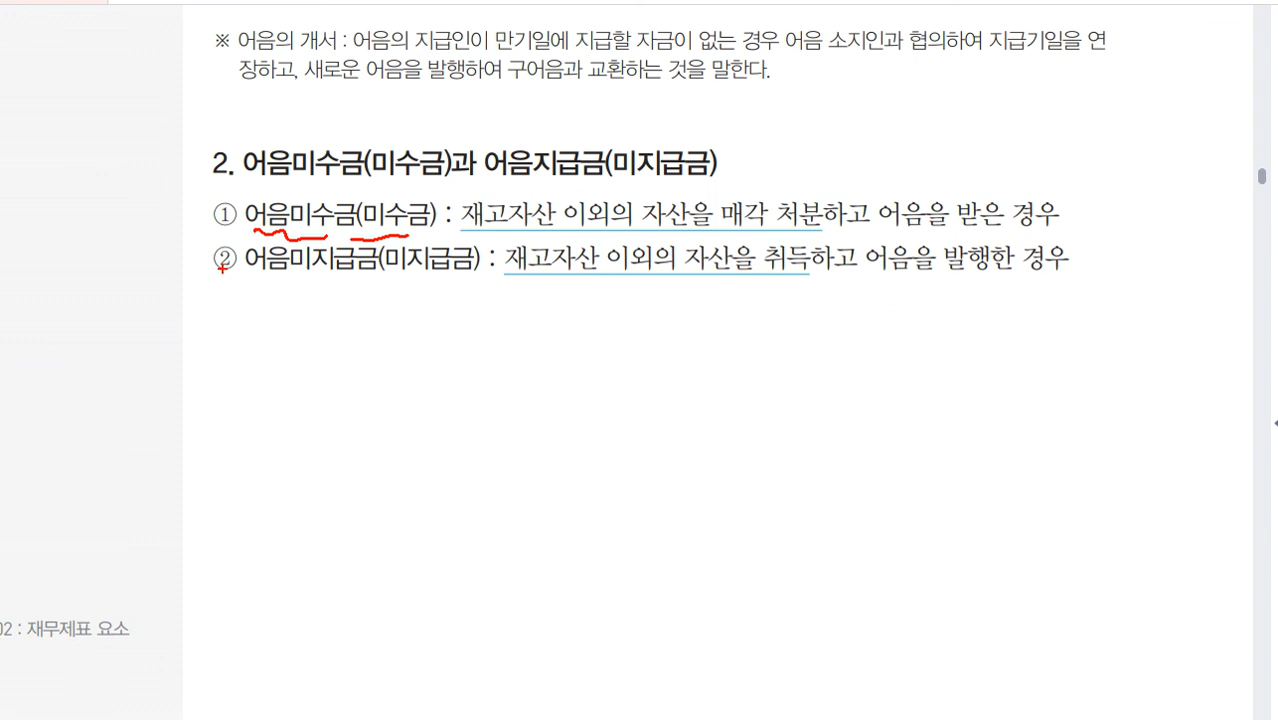 ※ 어음의 개서 : 어음의 지급인이 만기일에 지급할 자금이 없는 경우 어음 소지인과 협의하여 지급기일을 연
장하고, 새로운 어음을 발행하여 구어음과 교환하는 것을 말한다.
2. 어음미수금(미수금)과 어음지급금(미지급금)
① 어음미수금(미수금) : 재고자산 이외의 자산을 매각 처분하고 어음을 받은 경우
② 어음미지급금(미지급금) : 재고자산 이외의 자산을 취득하고 어음을 발행한 경우
02 : 재무제표 요소